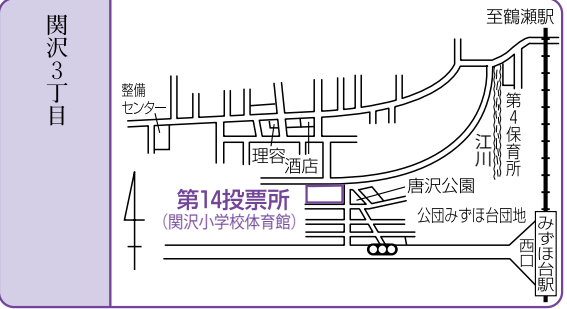 関沢3丁目
至鶴瀬駅
整備
センター
第4保育所
江川
理容
酒店
唐沢公園
第14投票所
（関沢小学校体育館）
公団みずほ台団地
西口
みずほ台駅